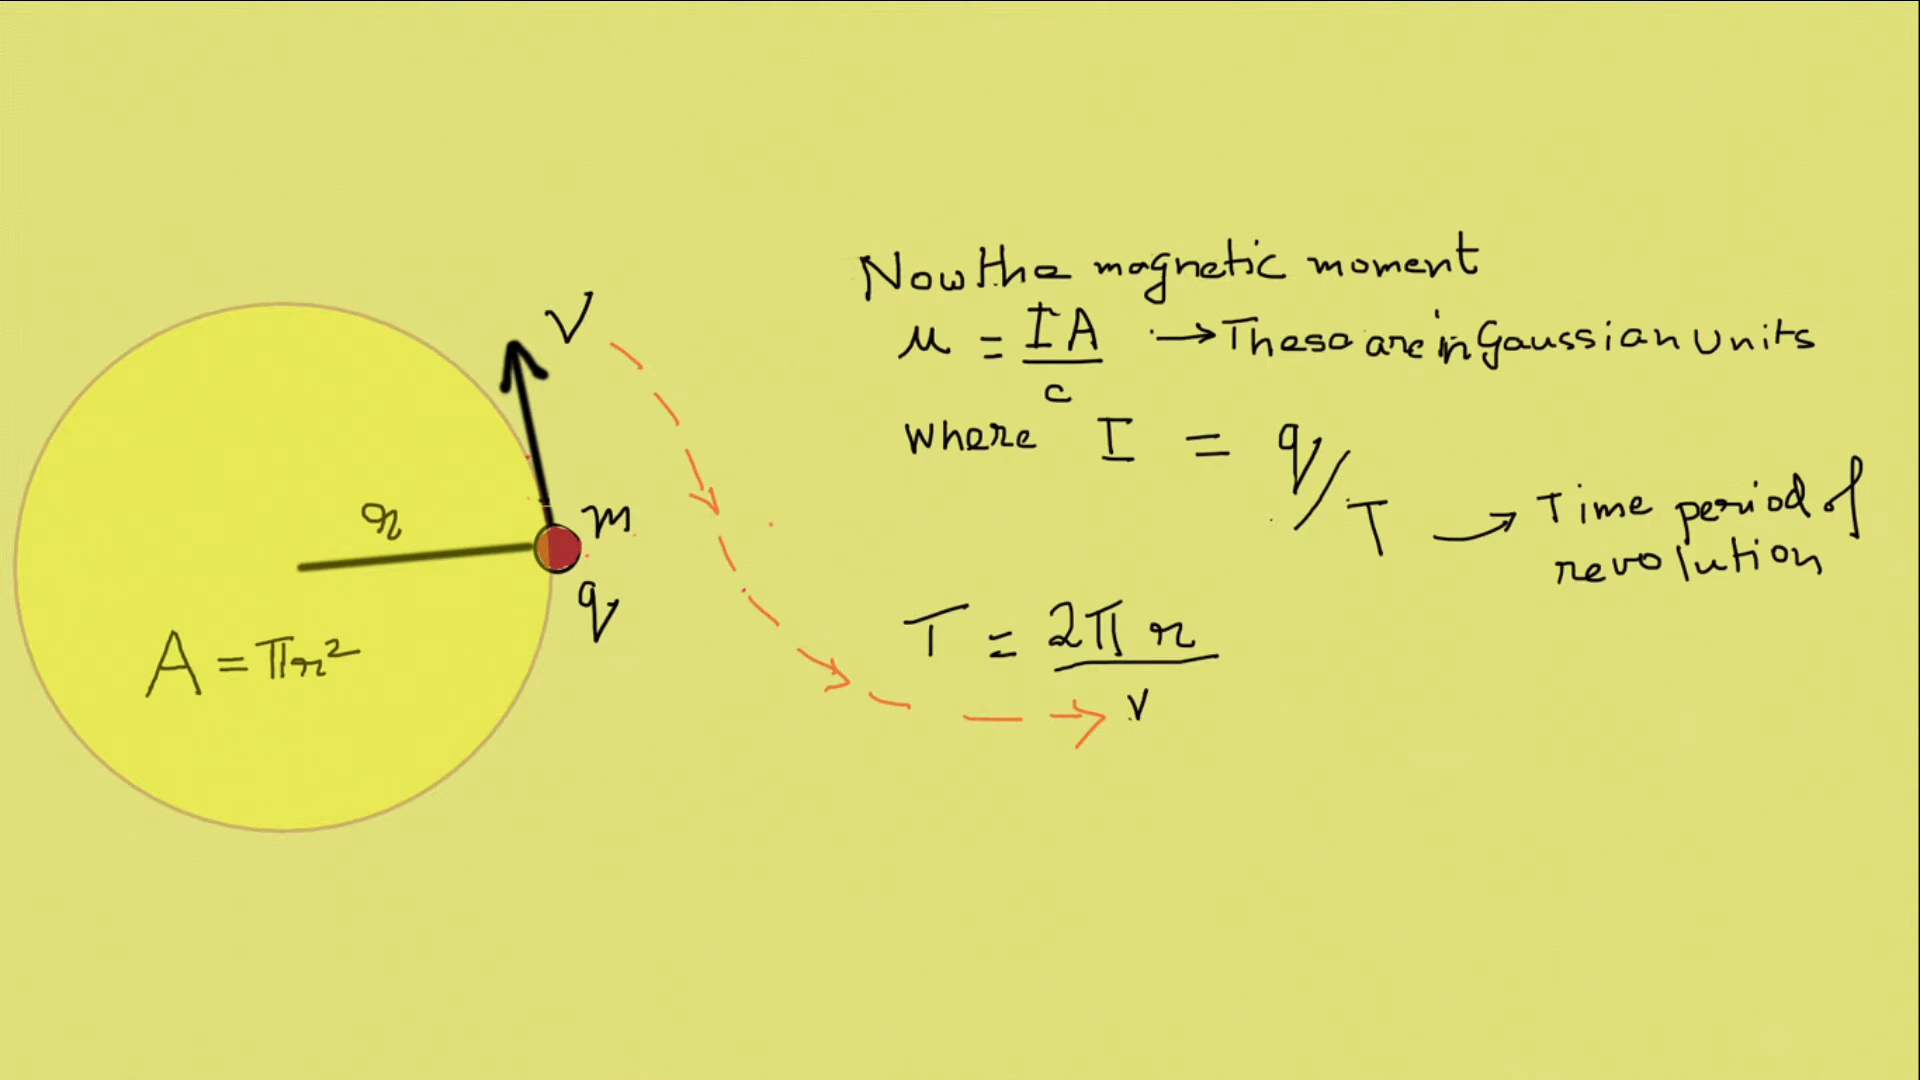 V
r
m
q
A = πr²
Now the magnetic moment
μ = IA/c → These are in Gaussian Units
where I = q/T → Time period of
revolution
T = 2πr/v